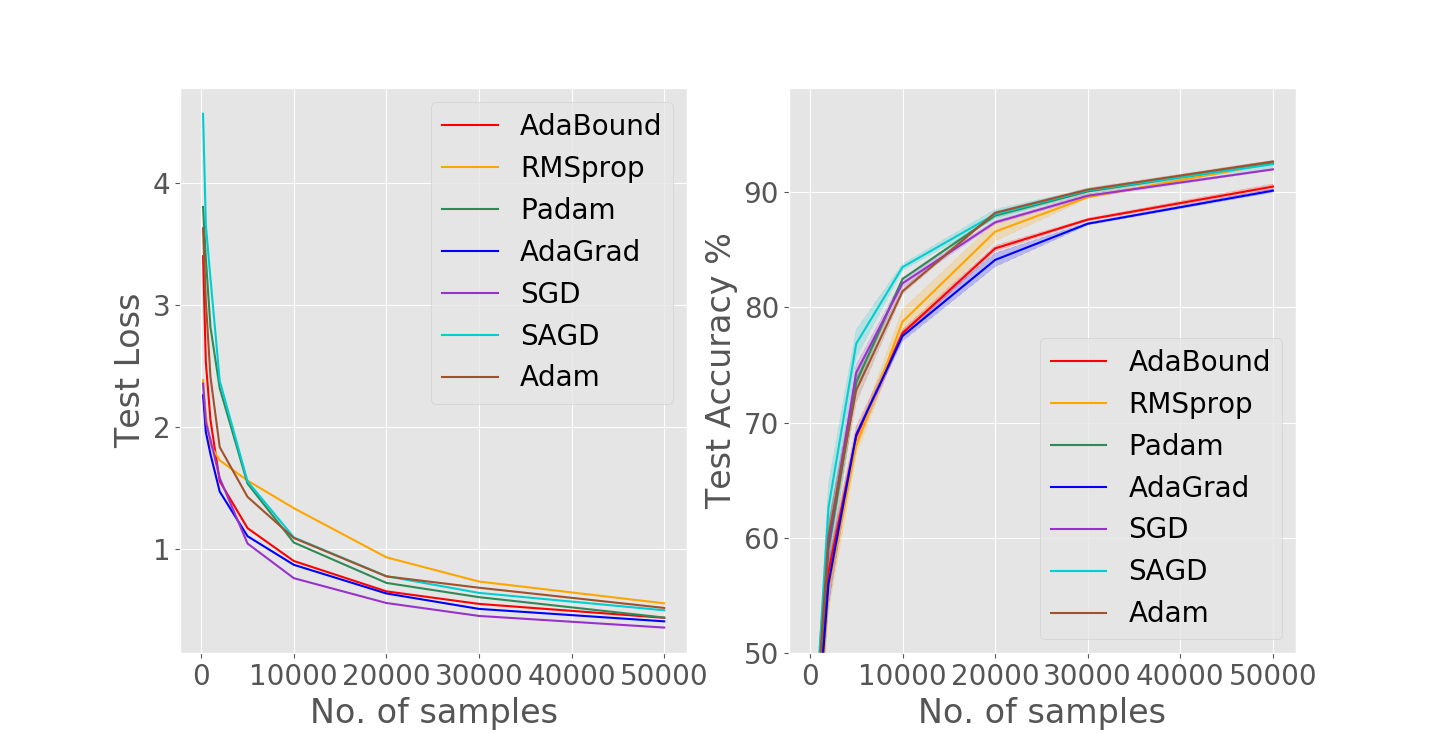 4
3
2
1
Test Loss
AdaBound
RMSprop
Padam
AdaGrad
SGD
SAGD
Adam
0 10000 20000 30000 40000 50000
No. of samples
90
80
70
60
50
Test Accuracy %
AdaBound
RMSprop
Padam
AdaGrad
SGD
SAGD
Adam
0 10000 20000 30000 40000 50000
No. of samples